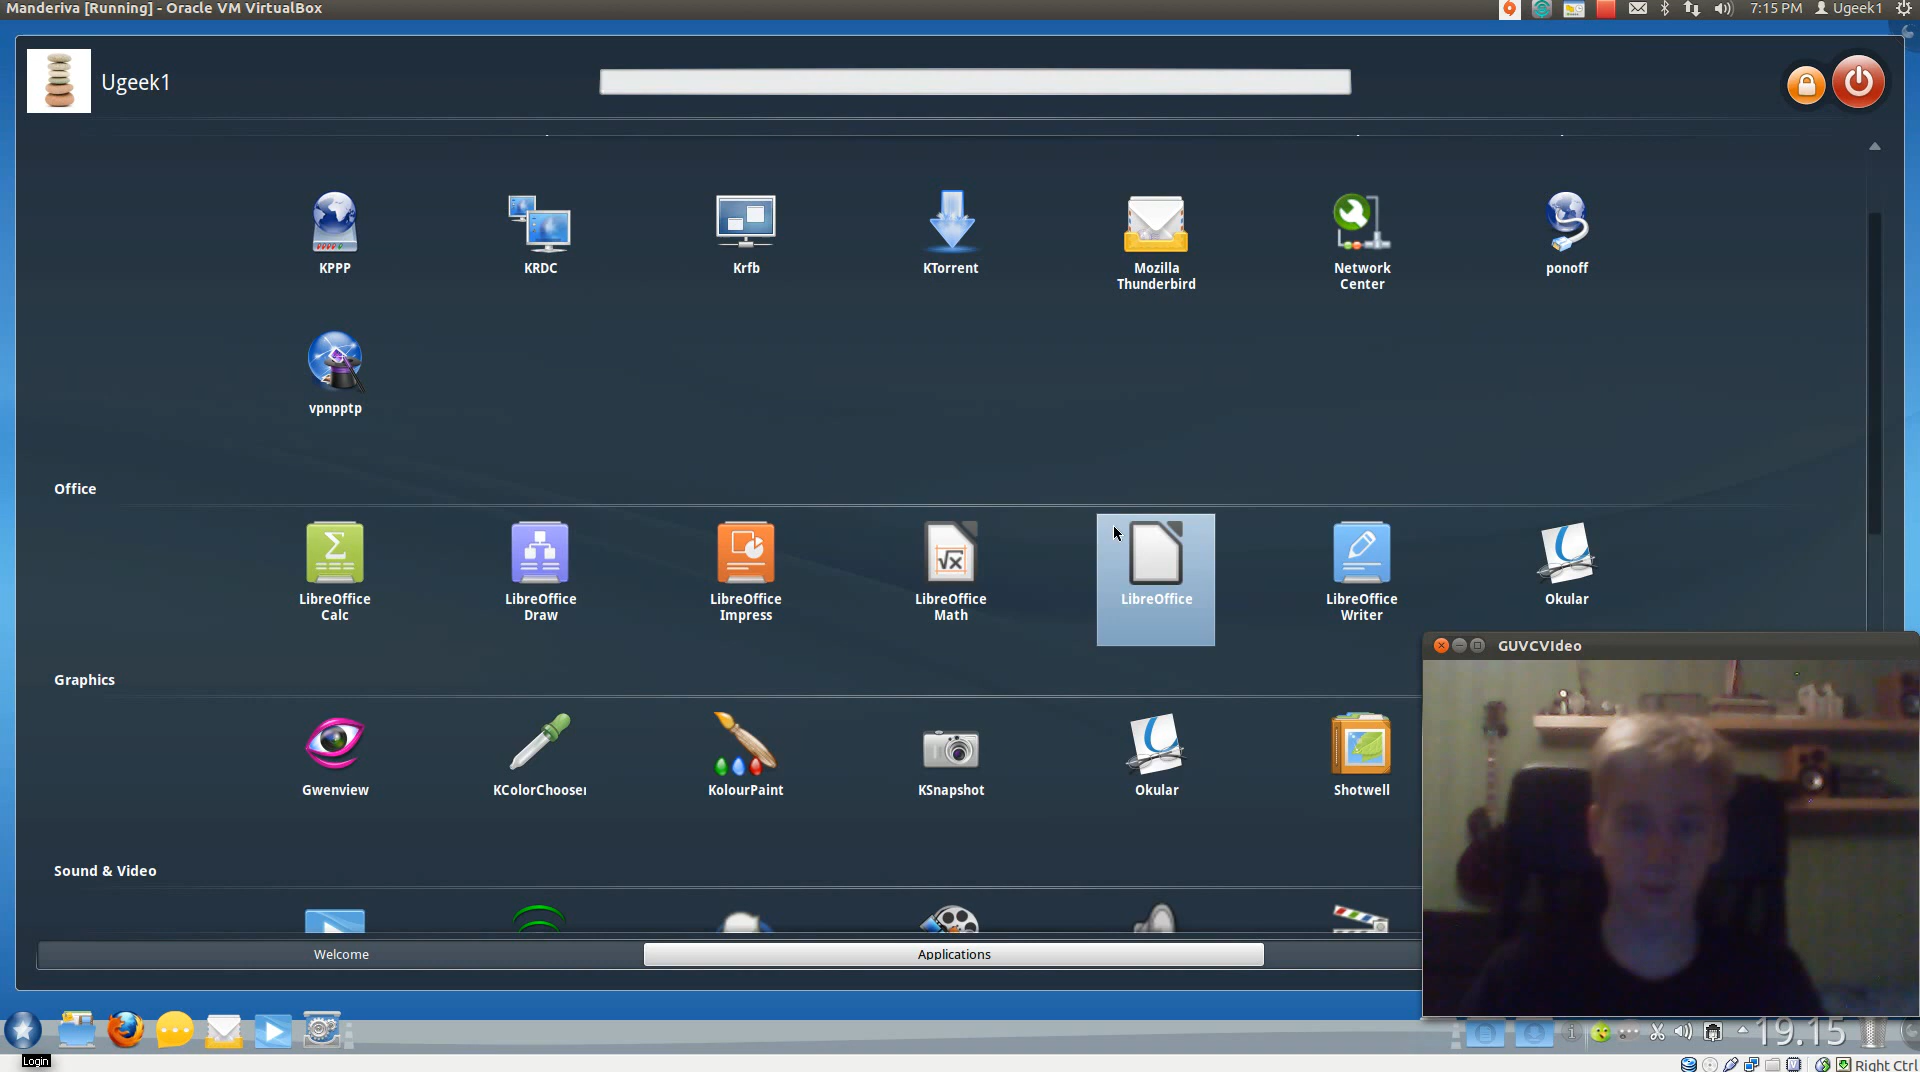 Manderiva [Running] - Oracle VM VirtualBox
7:15 PM Ugeek1
Ugeek1
KPPP
KRDC
Krfb
KTorrent
Mozilla
Thunderbird
Network
Center
ponoff
vpnpptp
Office
LibreOffice
Calc
LibreOffice
Draw
LibreOffice
Impress
LibreOffice
Math
LibreOffice
LibreOffice
Writer
Okular
GUVCVIdeo
Graphics
Gwenview
KColorChooser
KolourPaint
KSnapshot
Okular
Shotwell
Sound & Video
Welcome
Applications
19.15
Login
Right Ctrl